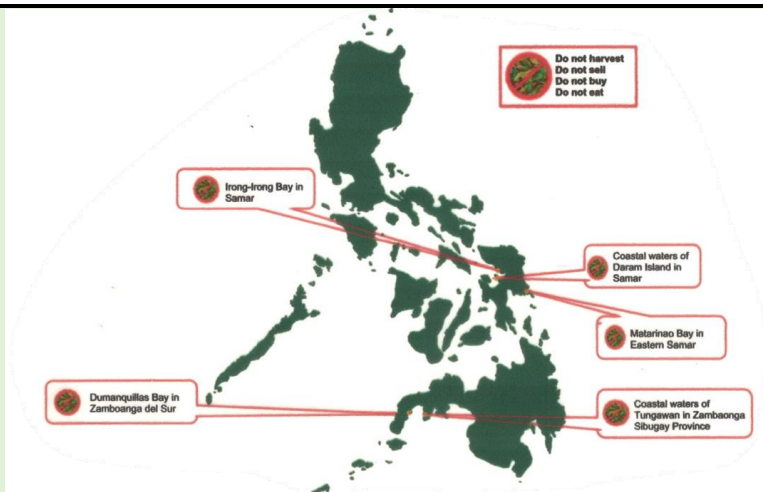 Do not harvest
Do not sell
Do not buy
Do not eat
Irong-Irong Bay in
Samar
Coastal waters of
Daram Island in
Samar
Matarinao Bay in
Eastern Samar
Dumanquillas Bay in
Zamboanga del Sur
Coastal waters of
Tungawan in Zambaonga
Sibugay Province